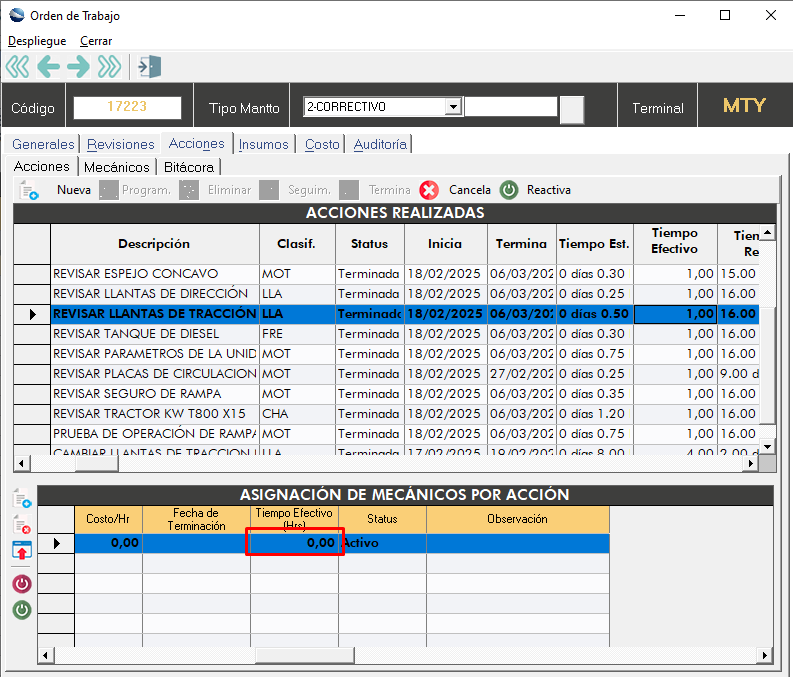 Orden de Trabajo
Despliegue Cerrar
Código 17223 Tipo Mantto 2-CORRECTIVO Terminal MTY
Generales Revisiones Acciones Insumos Costo Auditoría
Acciones Mecánicos Bitácora
Nueva Program. Eliminar Seguim. Termina Cancela Reactiva
ACCIONES REALIZADAS
Descripción Clasif. Status Inicia Termina Tiempo Est. Tiempo Efectivo Tien Re
REVISAR ESPEJO CONCAVO MOT Terminada 18/02/2025 06/03/202 0 días 0.30 1,00 15.00
REVISAR LLANTAS DE DIRECCIÓN LLA Terminada 18/02/2025 06/03/202 0 días 0.25 1,00 16.00
REVISAR LLANTAS DE TRACCIÓN LLA Terminada 18/02/2025 06/03/202 0 días 0.50 1,00 16.00
REVISAR TANQUE DE DIESEL FRE Terminada 18/02/2025 06/03/202 0 días 0.30 1,00 16.00
REVISAR PARAMETROS DE LA UNID MOT Terminada 18/02/2025 06/03/202 0 días 0.75 1,00 16.00
REVISAR PLACAS DE CIRCULACION MOT Terminada 18/02/2025 27/02/202 0 días 0.25 1,00 9.00 d
REVISAR SEGURO DE RAMPA MOT Terminada 18/02/2025 06/03/202 0 días 0.35 1,00 16.00
REVISAR TRACTOR KW T800 X15 CHA Terminada 18/02/2025 06/03/202 0 días 1.20 1,00 16.00
PRUEBA DE OPERACIÓN DE RAMPA MOT Terminada 18/02/2025 06/03/202 0 días 0.75 1,00 16.00
CAMBIAR LLANTAS DE TRACCION LLA Terminada 17/02/2025 19/02/202 0 días 8.00 4,00 2.00 d
ASIGNACIÓN DE MECÁNICOS POR ACCIÓN
Costo/Hr Fecha de Terminación Tiempo Efectivo (Hrs) Status Observación
0,00 0,00 Activo